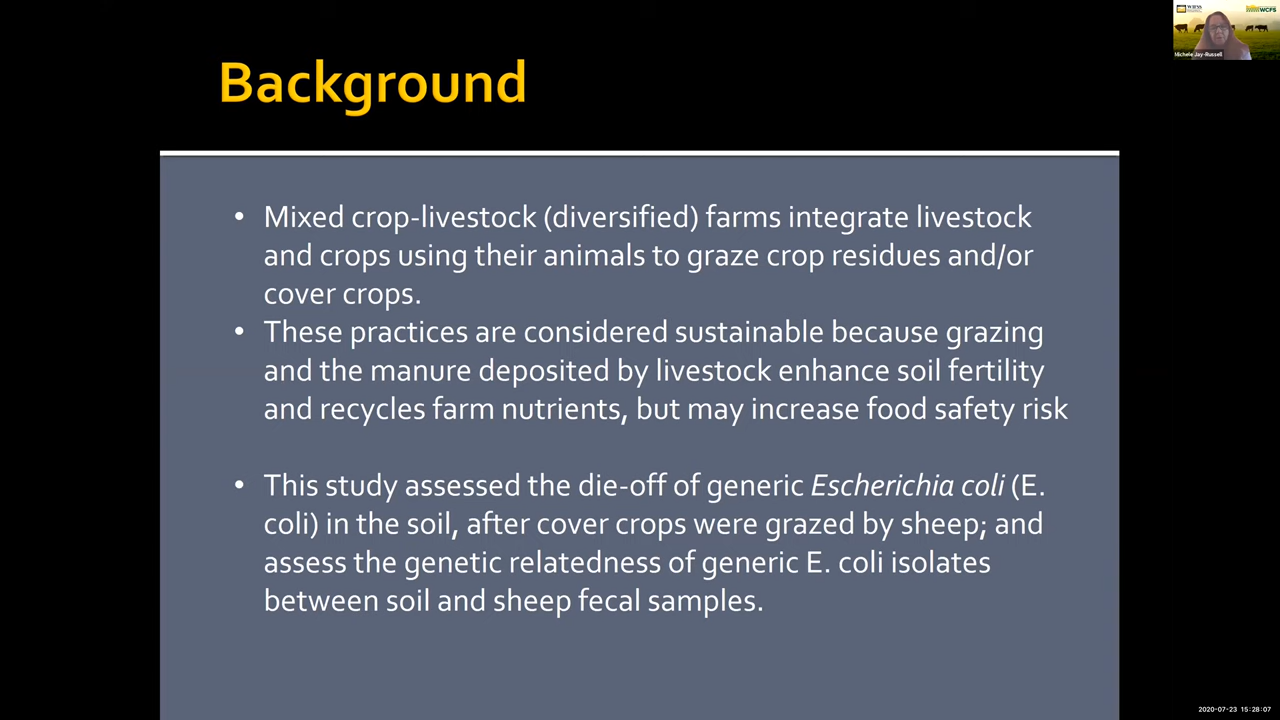 WIFSS
WCFS
Michele Jay-Russell
Background
• Mixed crop-livestock (diversified) farms integrate livestock
and crops using their animals to graze crop residues and/or
cover crops.
• These practices are considered sustainable because grazing
and the manure deposited by livestock enhance soil fertility
and recycles farm nutrients, but may increase food safety risk
• This study assessed the die-off of generic Escherichia coli (E.
coli) in the soil, after cover crops were grazed by sheep; and
assess the genetic relatedness of generic E. coli isolates
between soil and sheep fecal samples.
2020-07-23 15:28:07